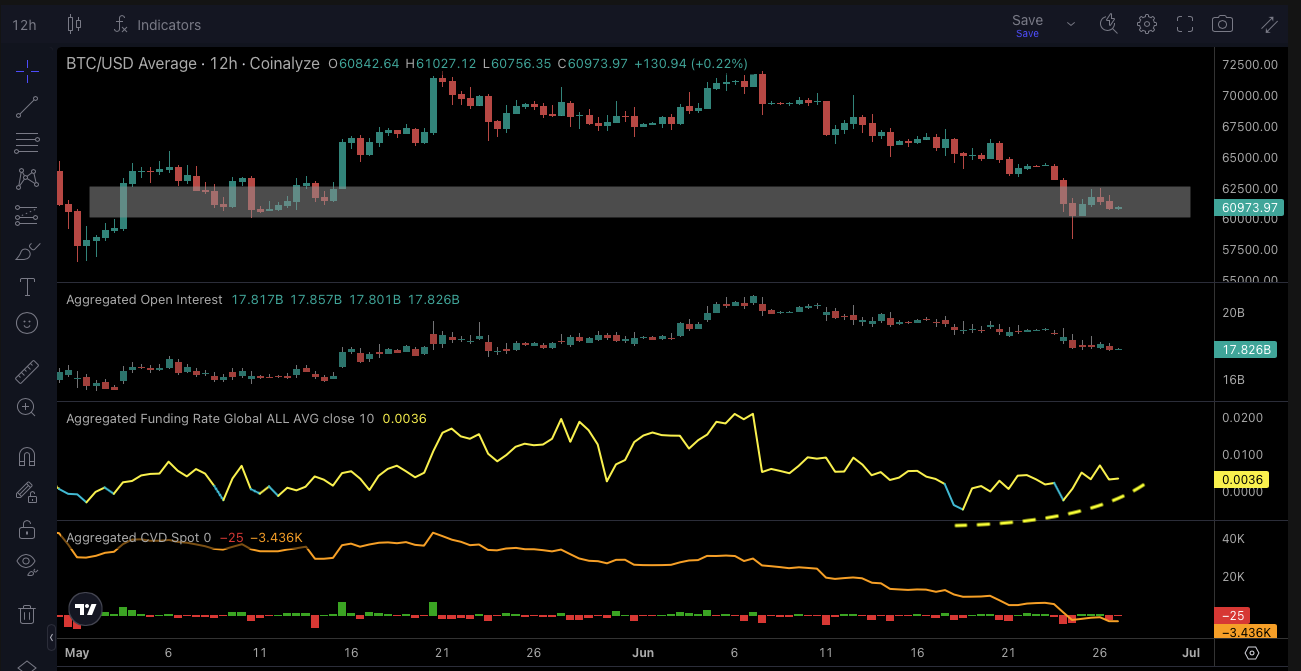 12h Indicators Save
Save
BTC/USD Average · 12h · Coinalyze O60842.64 H61027.12 L60756.35 C60973.97 +130.94 (+0.22%)
72500.00
70000.00
67500.00
65000.00
62500.00
60973.97
60000.00
57500.00
55000.00
Aggregated Open Interest 17.817B 17.857B 17.801B 17.826B
20B
17.826B
16B
Aggregated Funding Rate Global ALL AVG close 10 0.0036
0.0200
0.0100
0.0036
0.0000
Aggregated CVD Spot 0 −25 −3.436K
40K
20K
−25
−3.436K
May 6 11 16 21 26 Jun 6 11 16 21 26 Jul